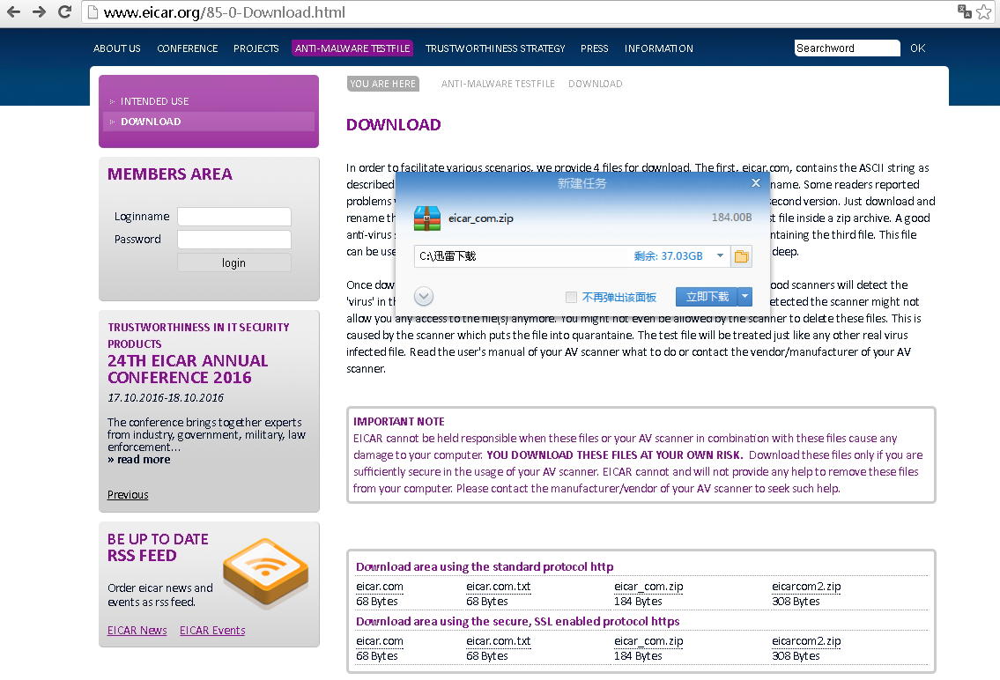 www.eicar.org/85-0-Download.html
ABOUT US CONFERENCE PROJECTS ANTI-MALWARE TESTFILE TRUSTWORTHINESS STRATEGY PRESS INFORMATION Searchword OK
INTENDED USE
DOWNLOAD
MEMBERS AREA
Loginname
Password
login
TRUSTWORTHINESS IN IT SECURITY
PRODUCTS
24TH EICAR ANNUAL
CONFERENCE 2016
17.10.2016-18.10.2016
The conference brings together experts
from industry, government, military, law
enforcement...
» read more
Previous
BE UP TO DATE
RSS FEED
Order eicar news and
events as rss feed.
EICAR News EICAR Events
YOU ARE HERE ANTI-MALWARE TESTFILE DOWNLOAD
DOWNLOAD
In order to facilitate various scenarios, we provide 4 files for download. The first, eicar.com, contains the ASCII string as
described name. Some readers reported
problems second version. Just download and
rename th t file inside a zip archive. A good
anti-virus s ntaining the third file. This file
can be use deep.
新建任务
eicar_com.zip 184.00B
C:\迅雷下载 剩余: 37.03GB
不再弹出该面板 立即下载
Once dow ood scanners will detect the
'virus' in th etected the scanner might not
allow you any access to the file(s) anymore. You might not even be allowed by the scanner to delete these files. This is
caused by the scanner which puts the file into quarantaine. The test file will be treated just like any other real virus
infected file. Read the user's manual of your AV scanner what to do or contact the vendor/manufacturer of your AV
scanner.
IMPORTANT NOTE
EICAR cannot be held responsible when these files or your AV scanner in combination with these files cause any
damage to your computer. YOU DOWNLOAD THESE FILES AT YOUR OWN RISK. Download these files only if you are
sufficiently secure in the usage of your AV scanner. EICAR cannot and will not provide any help to remove these files
from your computer. Please contact the manufacturer/vendor of your AV scanner to seek such help.
Download area using the standard protocol http
eicar.com eicar.com.txt eicar_com.zip eicarcom2.zip
68 Bytes 68 Bytes 184 Bytes 308 Bytes
Download area using the secure, SSL enabled protocol https
eicar.com eicar.com.txt eicar_com.zip eicarcom2.zip
68 Bytes 68 Bytes 184 Bytes 308 Bytes